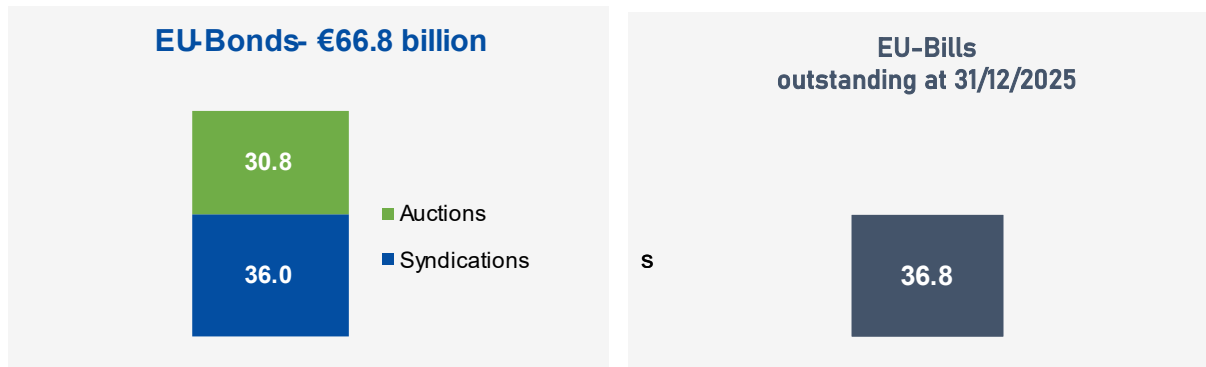 EU-Bonds- €66.8 billion
30.8
36.0
Auctions
Syndications
EU-Bills
outstanding at 31/12/2025
s
36.8